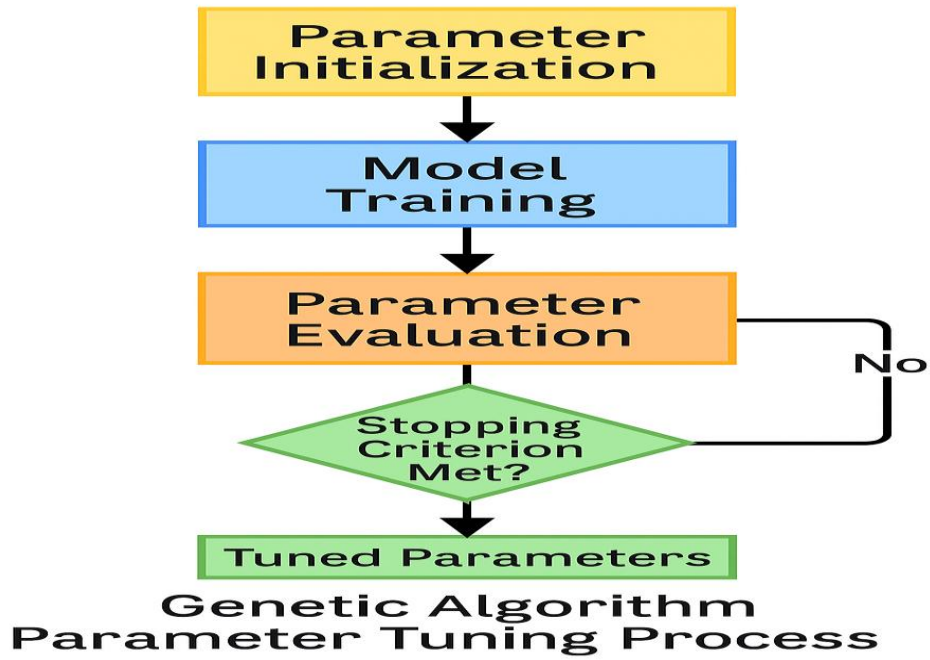 Parameter
Initialization
Model
Training
Parameter
Evaluation
No
Stopping
Criterion
Met?
Tuned Parameters
Genetic Algorithm
Parameter Tuning Process